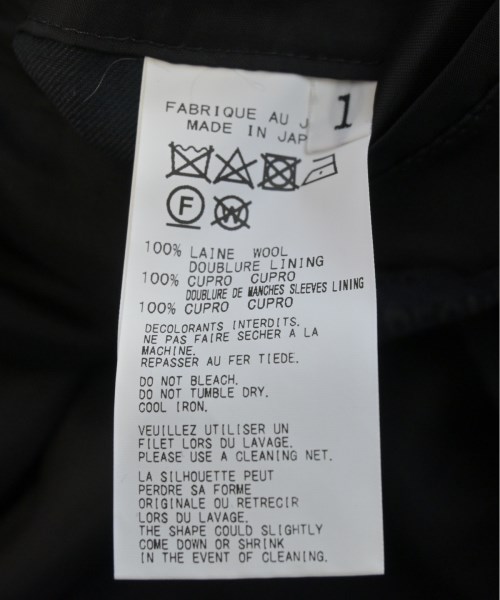 FABRIQUE AU J
1
MADE IN JAP
F
W
100% LAINE WOOL
DOUBLURE LINING
100% CUPRO CUPRO
DOUBLURE DE MANCHES SLEEVES LINING
100% CUPRO CUPRO
DECOLORANTS INTERDITS.
NE PAS FAIRE SECHER A LA
MACHINE.
REPASSER AU FER TIEDE.
DO NOT BLEACH.
DO NOT TUMBLE DRY.
COOL IRON.
VEUILLEZ UTILISER UN
FILET LORS DU LAVAGE.
PLEASE USE A CLEANING NET.
LA SILHOUETTE PEUT
PERDRE SA FORME
ORIGINALE OU RETRECIR
LORS DU LAVAGE.
THE SHAPE COULD SLIGHTLY
COME DOWN OR SHRINK
IN THE EVENT OF CLEANING.